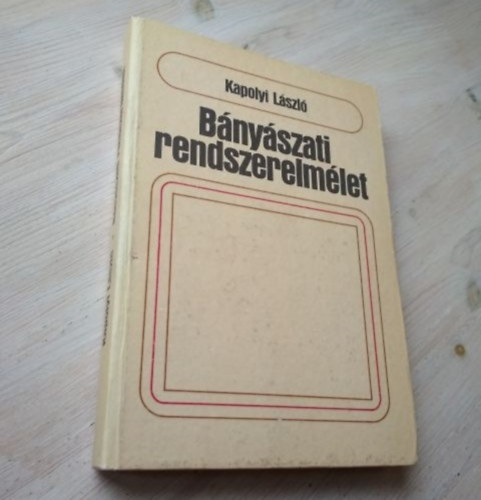 Kapolyi László
Bányászati
rendszerelmélet